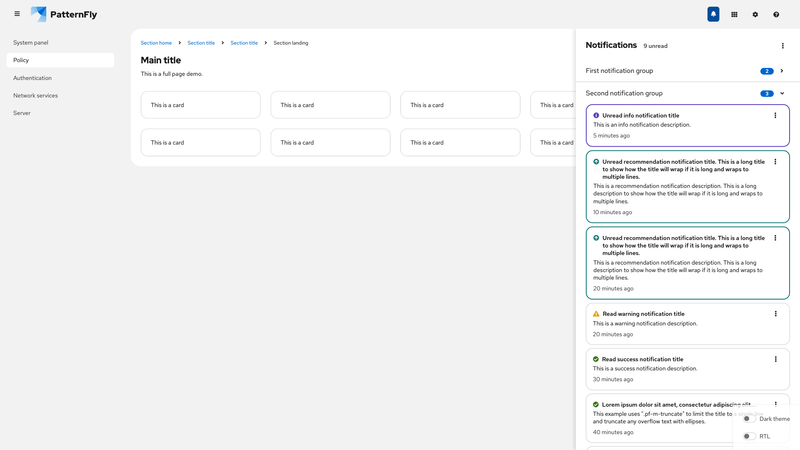 PatternFly
System panel
Policy
Authentication
Network services
Server
Section home
Section title
Section title
Section landing
Main title
This is a full page demo.
This is a card
This is a card
This is a card
This is a card
This is a card
This is a card
This is a card
This is a card
Notifications 9 unread
First notification group 2
Second notification group 3
Unread info notification title
This is an info notification description.
5 minutes ago
Unread recommendation notification title. This is a long title
to show how the title will wrap if it is long and wraps to
multiple lines.
This is a recommendation notification description. This is a long
description to show how the title will wrap if it is long and wraps to
multiple lines.
10 minutes ago
Unread recommendation notification title. This is a long title
to show how the title will wrap if it is long and wraps to
multiple lines.
This is a recommendation notification description. This is a long
description to show how the title will wrap if it is long and wraps to
multiple lines.
20 minutes ago
Read warning notification title
This is a warning notification description.
20 minutes ago
Read success notification title
This is a success notification description.
30 minutes ago
Lorem ipsum dolor sit amet, consectetur adipiscing elit...
This example uses ".pf-m-truncate" to limit the title to
and truncate any overflow text with ellipses.
40 minutes ago
Dark theme
RTL